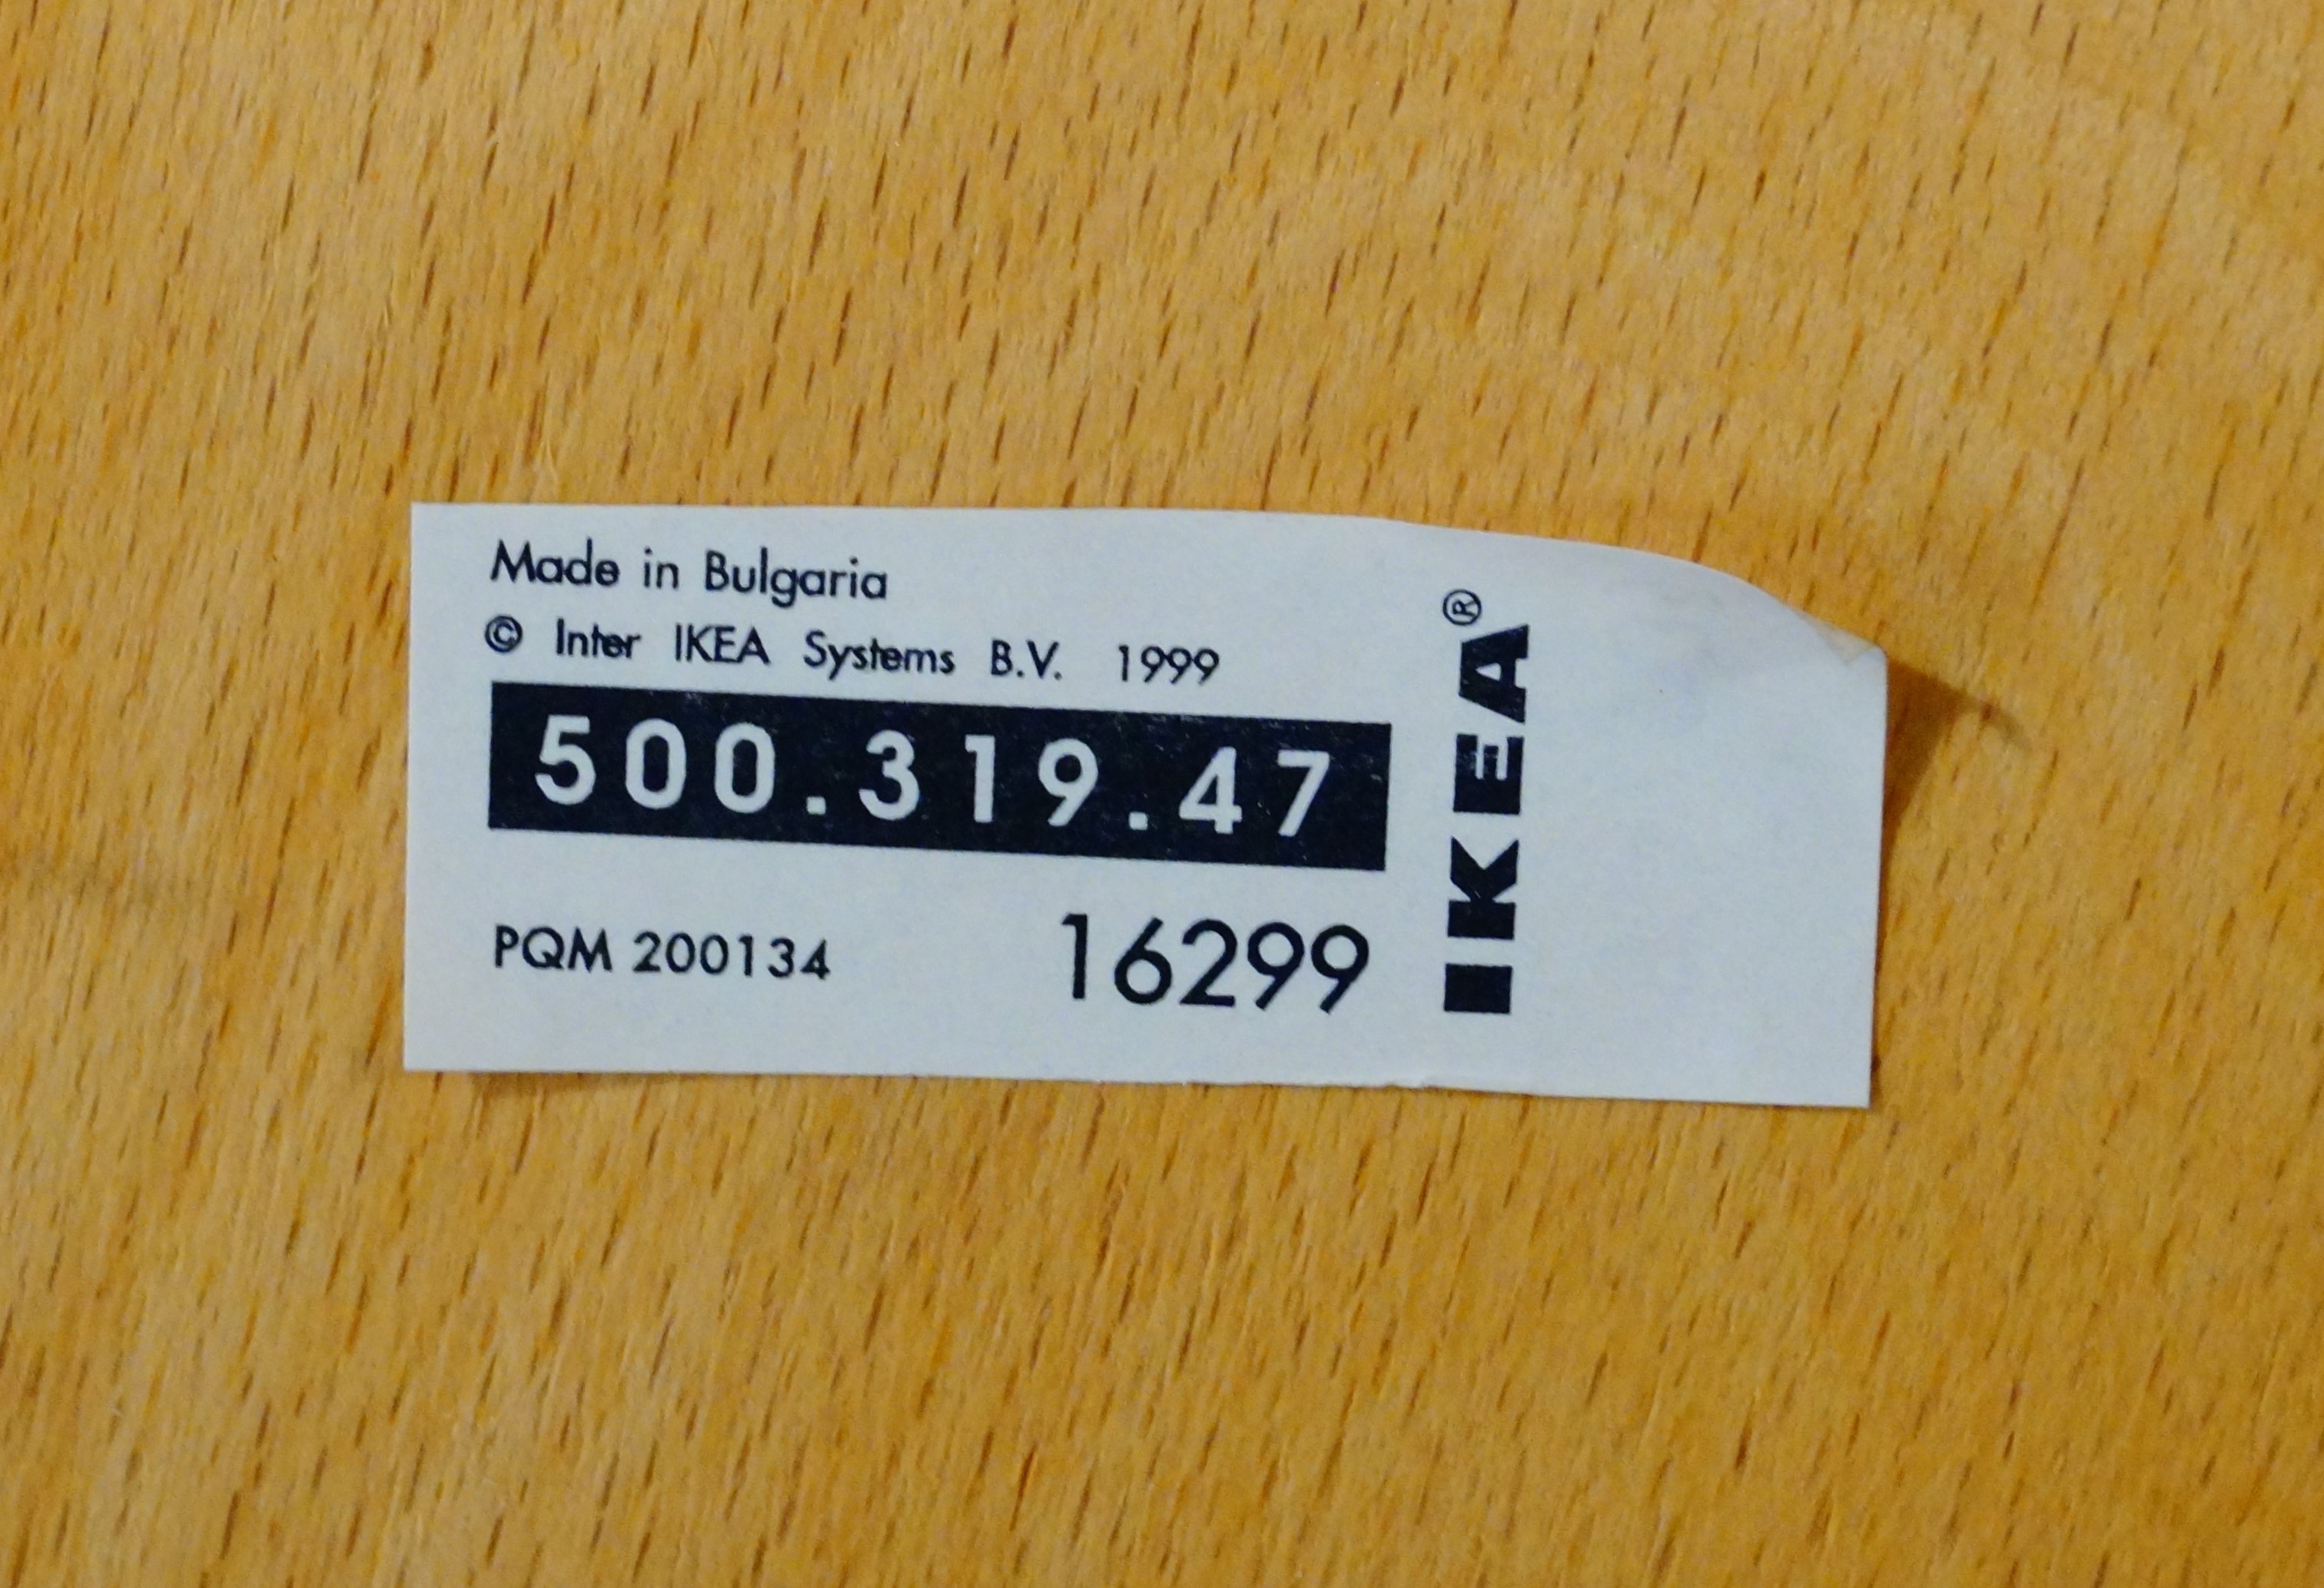 Made in Bulgaria
© Inter IKEA Systems B.V. 1999
500.319.47
PQM 200134 16299
IKEA®